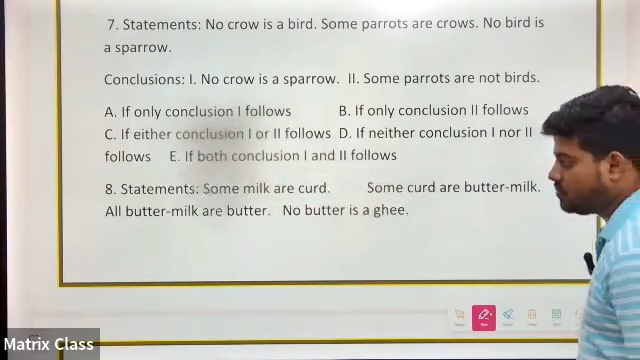 7. Statements: No crow is a bird. Some parrots are crows. No bird is
a sparrow.
Conclusions: I. No crow is a sparrow. II. Some parrots are not birds.
A. If only conclusion I follows B. If only conclusion II follows
C. If either conclusion I or II follows D. If neither conclusion I nor II
follows E. If both conclusion I and II follows
8. Statements: Some milk are curd. Some curd are butter-milk.
All butter-milk are butter. No butter is a ghee.
Matrix Class